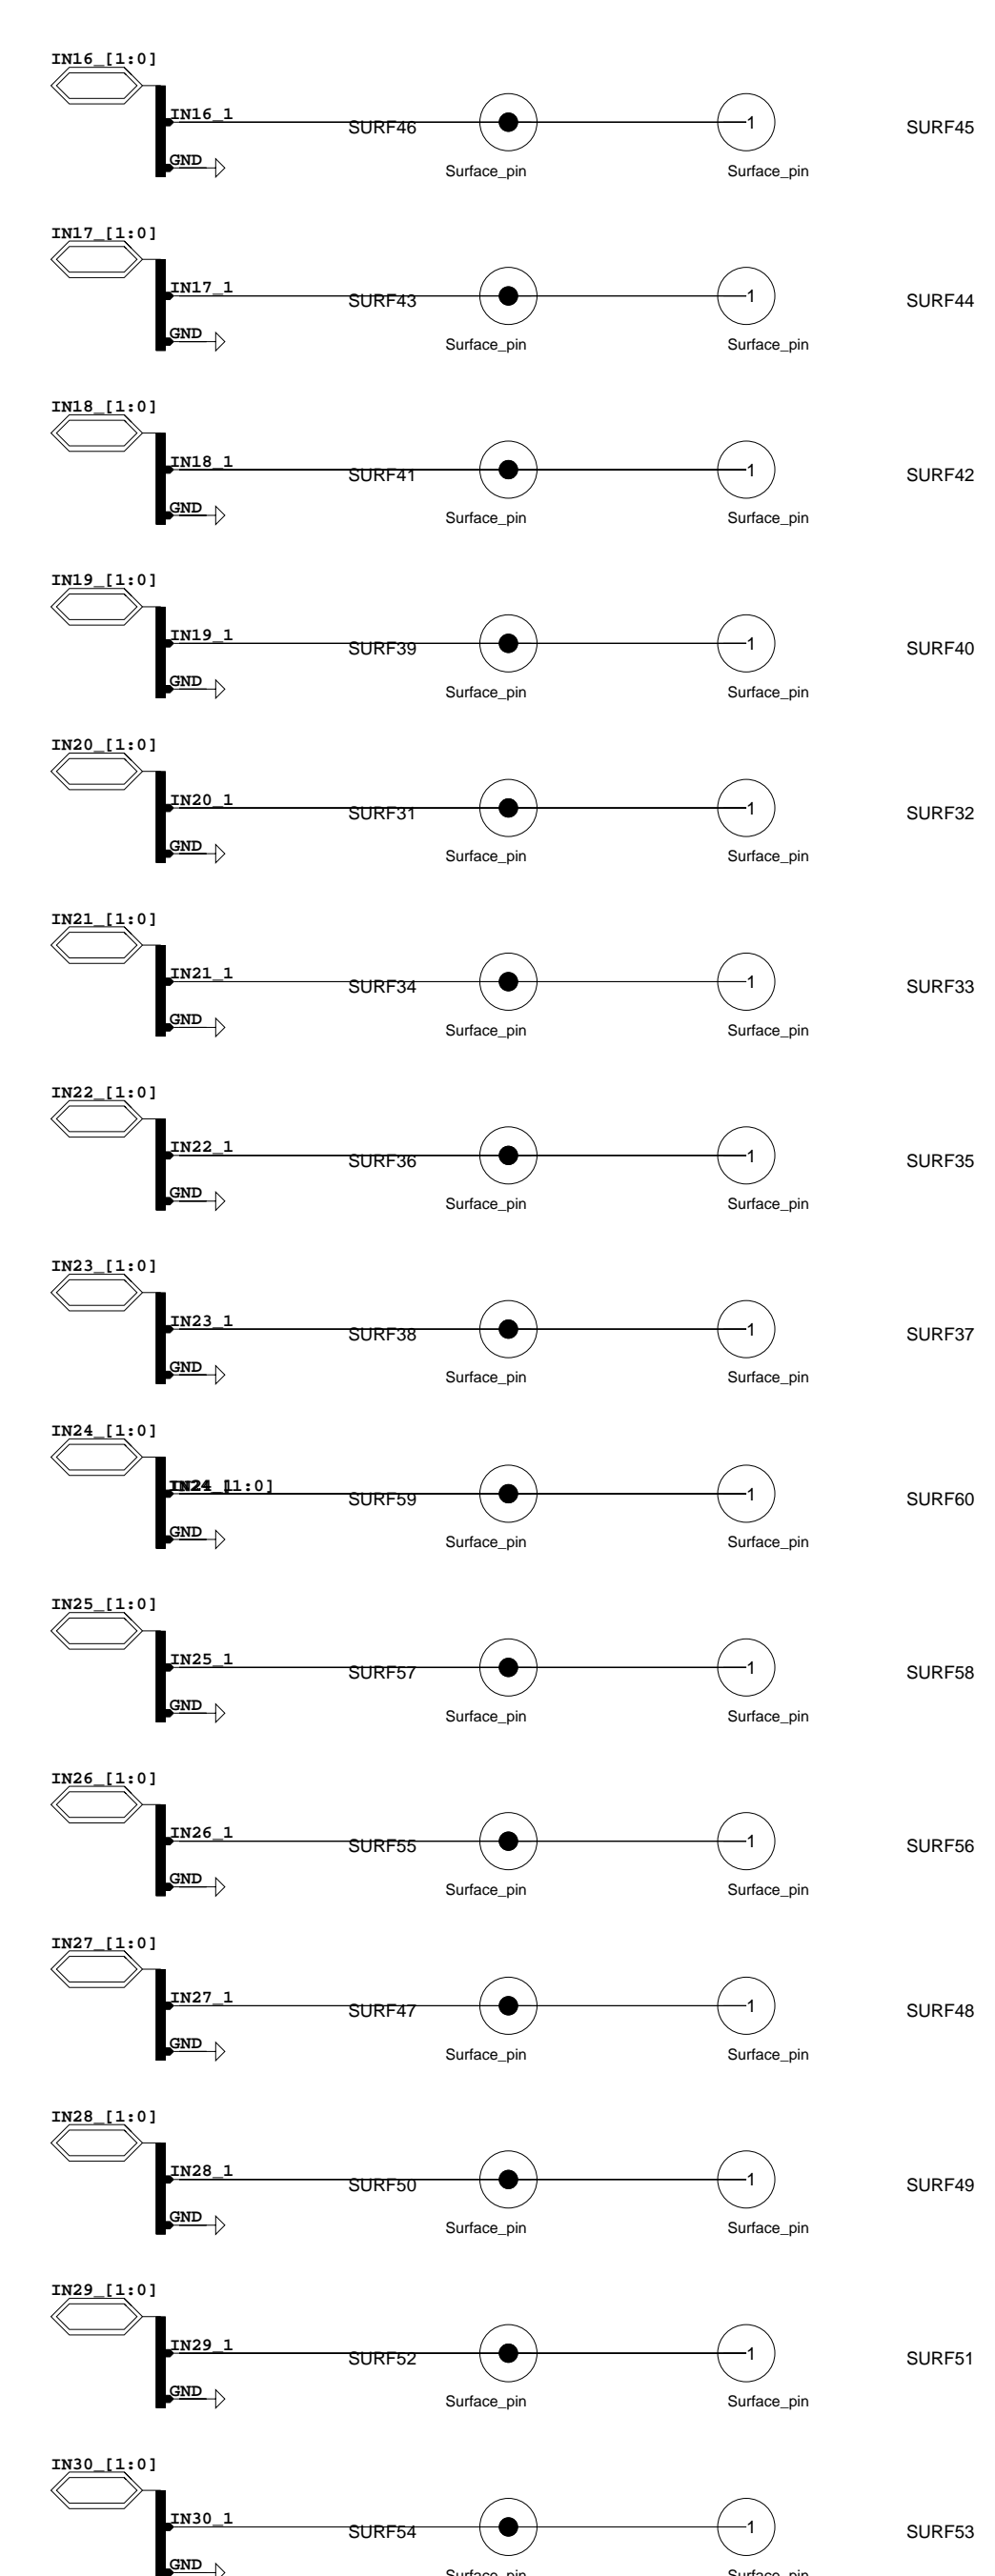 IN16_[1:0]
IN16_1
SURF46
1
SURF45
GND
Surface_pin
Surface_pin
IN17_[1:0]
IN17_1
SURF43
1
SURF44
GND
Surface_pin
Surface_pin
IN18_[1:0]
IN18_1
SURF41
1
SURF42
GND
Surface_pin
Surface_pin
IN19_[1:0]
IN19_1
SURF39
1
SURF40
GND
Surface_pin
Surface_pin
IN20_[1:0]
IN20_1
SURF31
1
SURF32
GND
Surface_pin
Surface_pin
IN21_[1:0]
IN21_1
SURF34
1
SURF33
GND
Surface_pin
Surface_pin
IN22_[1:0]
IN22_1
SURF36
1
SURF35
GND
Surface_pin
Surface_pin
IN23_[1:0]
IN23_1
SURF38
1
SURF37
GND
Surface_pin
Surface_pin
IN24_[1:0]
SURF59
1
SURF60
GND
Surface_pin
Surface_pin
IN25_[1:0]
IN25_1
SURF57
1
SURF58
GND
Surface_pin
Surface_pin
IN26_[1:0]
IN26_1
SURF55
1
SURF56
GND
Surface_pin
Surface_pin
IN27_[1:0]
IN27_1
SURF47
1
SURF48
GND
Surface_pin
Surface_pin
IN28_[1:0]
IN28_1
SURF50
1
SURF49
GND
Surface_pin
Surface_pin
IN29_[1:0]
IN29_1
SURF52
1
SURF51
GND
Surface_pin
Surface_pin
IN30_[1:0]
IN30_1
SURF54
1
SURF53
GND